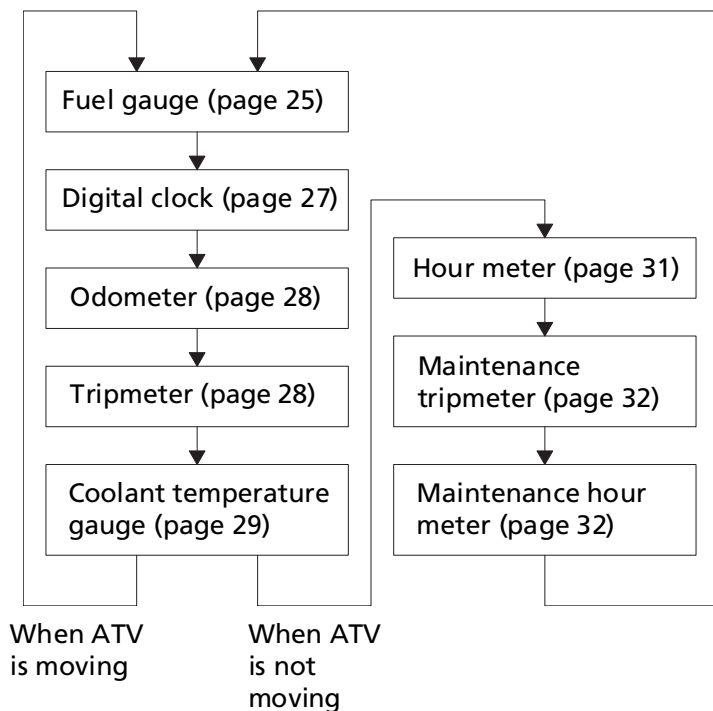 Fuel gauge (page 25)
Digital clock (page 27)
Odometer (page 28)
Tripmeter (page 28)
Coolant temperature
gauge (page 29)
When ATV
is moving
When ATV
is not
moving
Hour meter (page 31)
Maintenance
tripmeter (page 32)
Maintenance hour
meter (page 32)